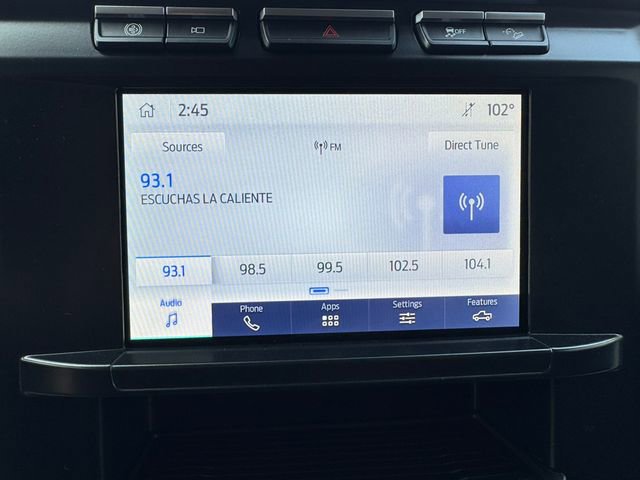 OFF
2:45
102°
Sources
FM
Direct Tune
93.1
ESCUCHAS LA CALIENTE
93.1
98.5
99.5
102.5
104.1
Audio
Phone
Apps
Settings
Features